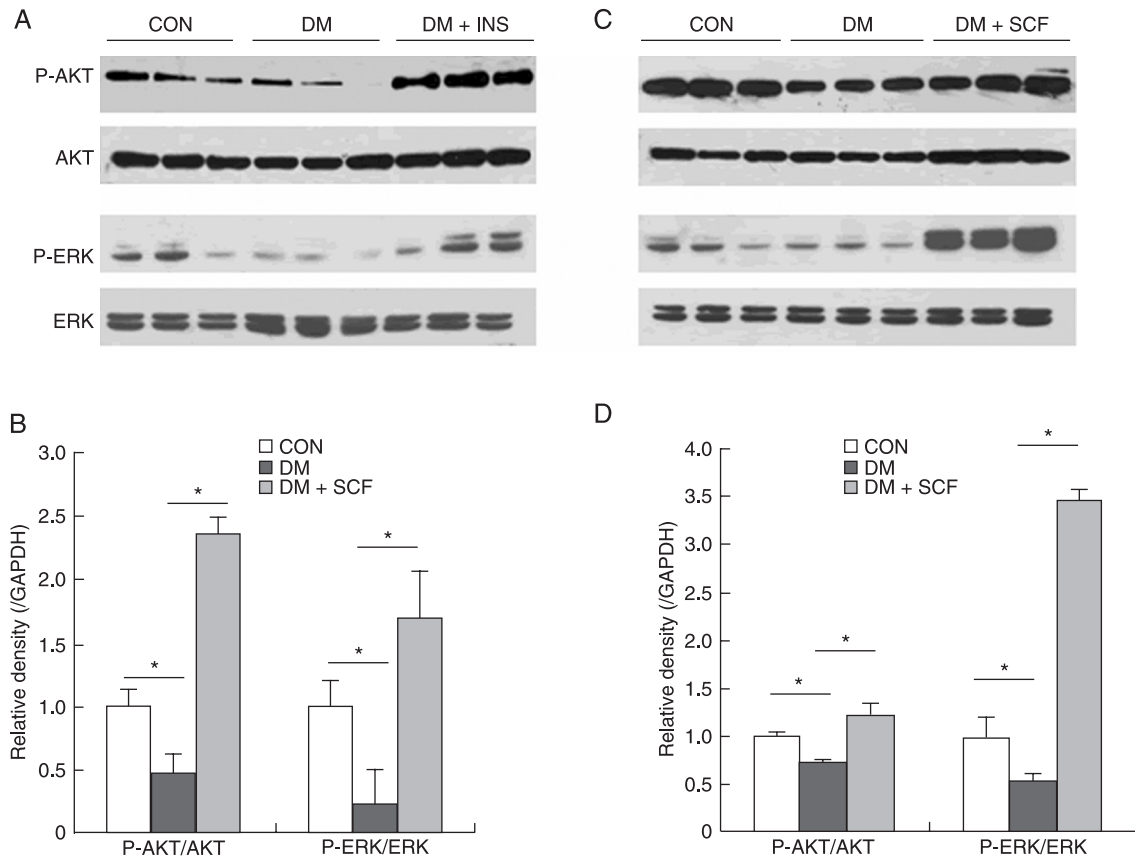 A
CON DM DM + INS
P-AKT
AKT
P-ERK
ERK
C
CON DM DM + SCF
B
Relative density (/GAPDH)
3.0
2.5
2.0
1.5
1.0
0.5
0
CON
DM
DM + SCF
*
*
*
*
P-AKT/AKT P-ERK/ERK
D
Relative density (/GAPDH)
4.0
3.5
4.0
3.5
4.0
3.5
1.0
0.5
0
CON
DM
DM + SCF
*
*
*
*
P-AKT/AKT P-ERK/ERK